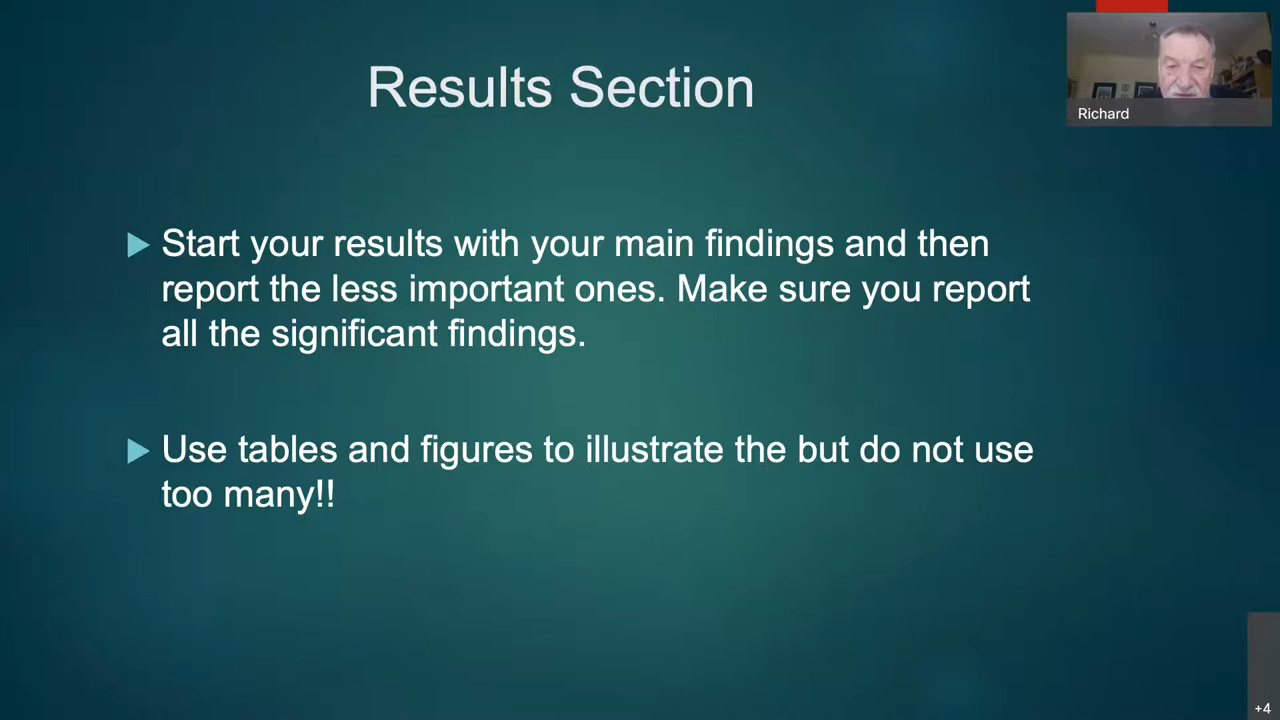 Results Section
Richard
Start your results with your main findings and then
report the less important ones. Make sure you report
all the significant findings.
Use tables and figures to illustrate the but do not use
too many!!
+4